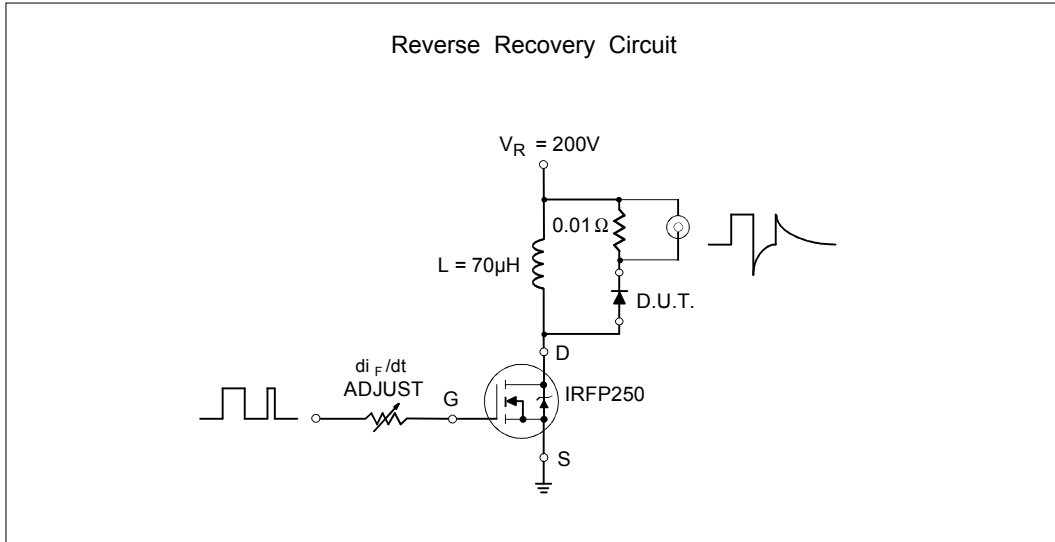 Reverse Recovery Circuit
V_R = 200V
0.01 Ω
L = 70µH
D.U.T.
D
di_F/dt
ADJUST
G
IRFP250
S